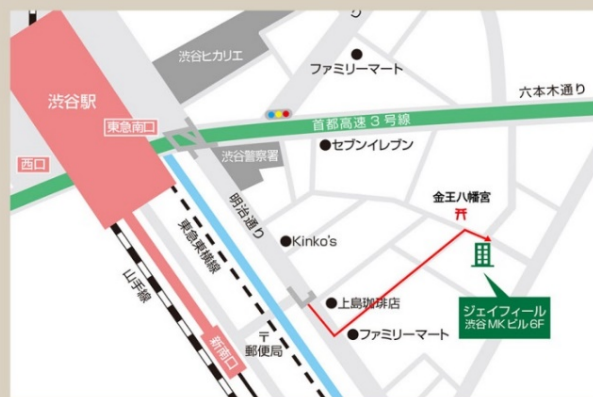 渋谷ヒカリエ
ファミリーマート
六本木通り
渋谷駅
東急南口
首都高速3号線
西口
渋谷警察署
セブンイレブン
明治通り
金王八幡宮
Kinko's
東急東横線
山手線
上島珈琲店
ジェイフィール
渋谷MKビル6F
ファミリーマート
〒
郵便局
新南口